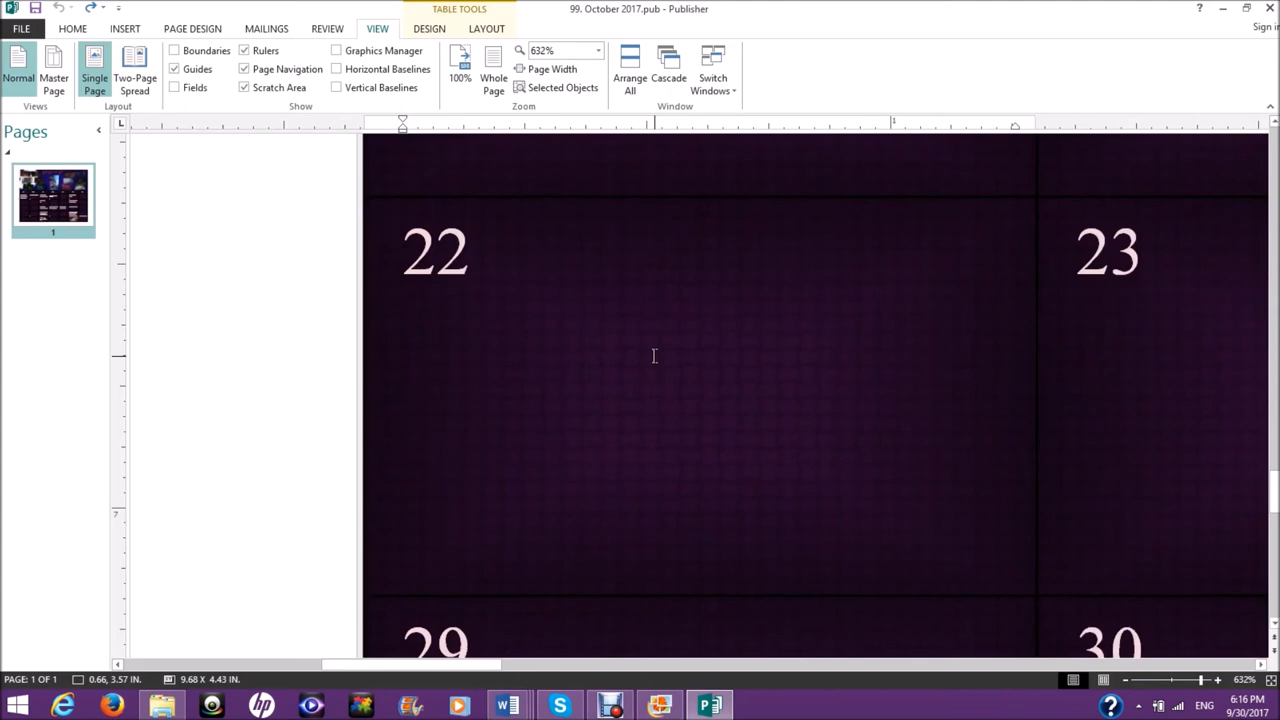 TABLE TOOLS
99. October 2017.pub - Publisher
FILE HOME INSERT PAGE DESIGN MAILINGS REVIEW VIEW DESIGN LAYOUT
Sign in
Normal
Master Page
Views
Single Page
Two-Page Spread
Layout
Boundaries
Guides
Fields
Rulers
Page Navigation
Scratch Area
Graphics Manager
Horizontal Baselines
Vertical Baselines
Show
100%
Whole Page
632%
Page Width
Selected Objects
Zoom
Arrange All
Cascade
Switch Windows
Window
Pages
1
L
1
7
22
23
29
30
PAGE: 1 OF 1
0.66, 3.57 IN.
9.68 X 4.43 IN.
632%
ENG
6:16 PM
9/30/2017